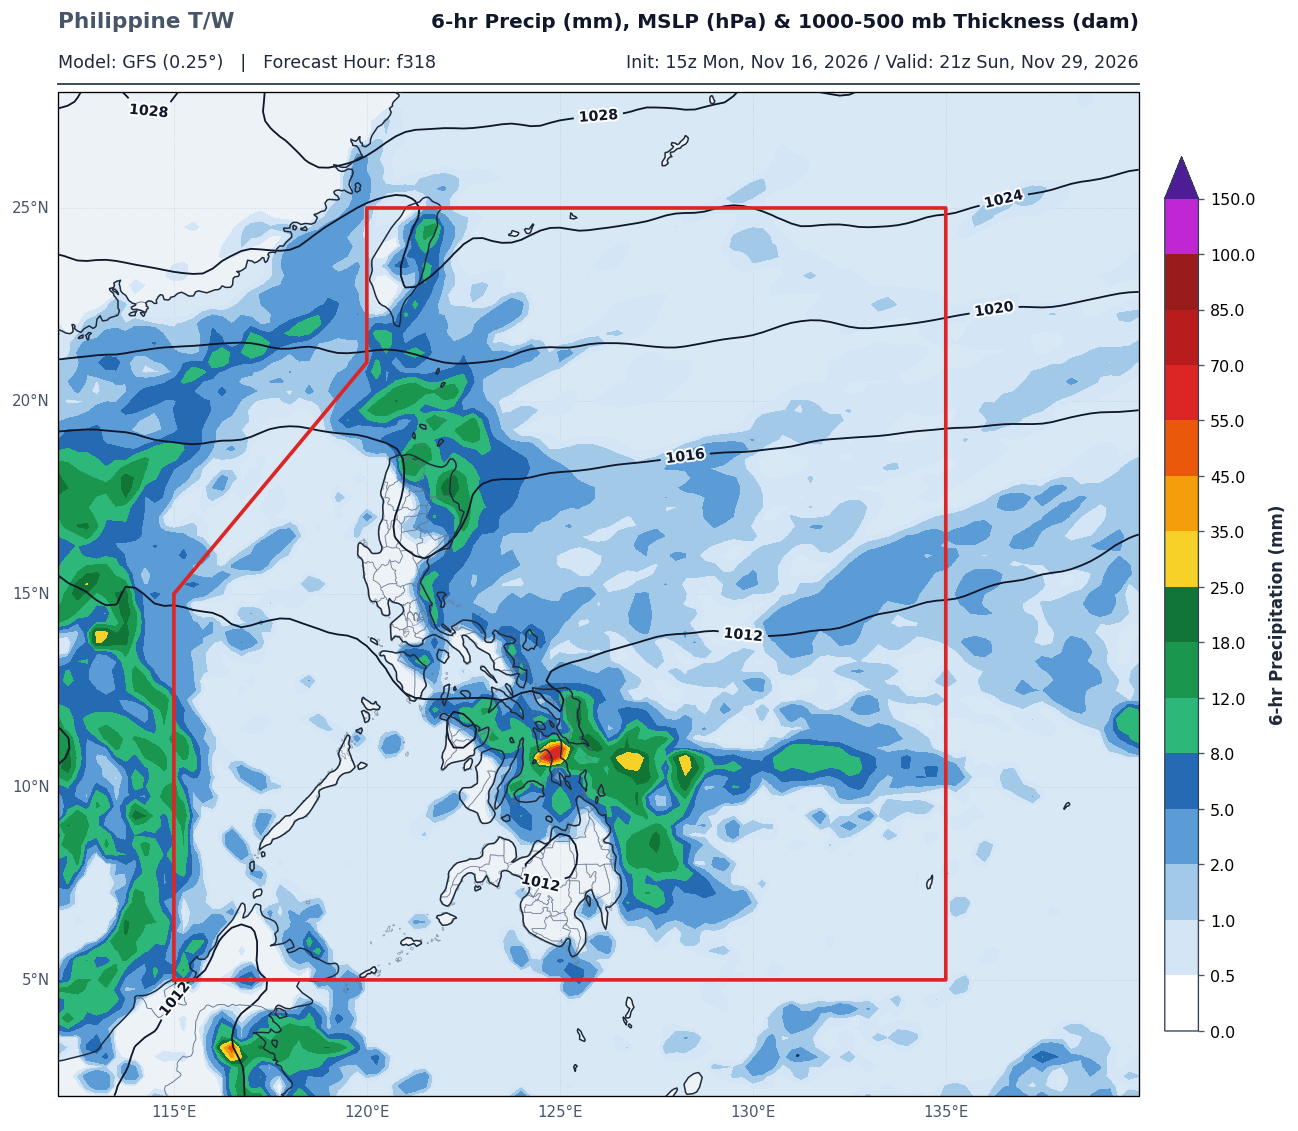 Philippine T/W
6-hr Precip (mm), MSLP (hPa) & 1000-500 mb Thickness (dam)
Model: GFS (0.25°) | Forecast Hour: f318
Init: 15z Mon, Nov 16, 2026 / Valid: 21z Sun, Nov 29, 2026
1028
1028
1024
1020
1016
1012
1012
1012
25°N
20°N
15°N
10°N
5°N
115°E
120°E
125°E
130°E
135°E
150.0
100.0
85.0
70.0
55.0
45.0
35.0
25.0
18.0
12.0
8.0
5.0
2.0
1.0
0.5
0.0
6-hr Precipitation (mm)